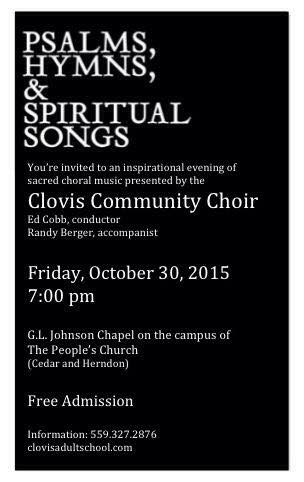 PSALMS,
HYMNS,
&
SPIRITUAL
SONGS
You're invited to an inspirational evening of
sacred choral music presented by the
Clovis Community Choir
Ed Cobb, conductor
Randy Berger, accompanist
Friday, October 30, 2015
7:00 pm
G.L. Johnson Chapel on the campus of
The People's Church
(Cedar and Herndon)
Free Admission
Information: 559.327.2876
clovisadultschool.com